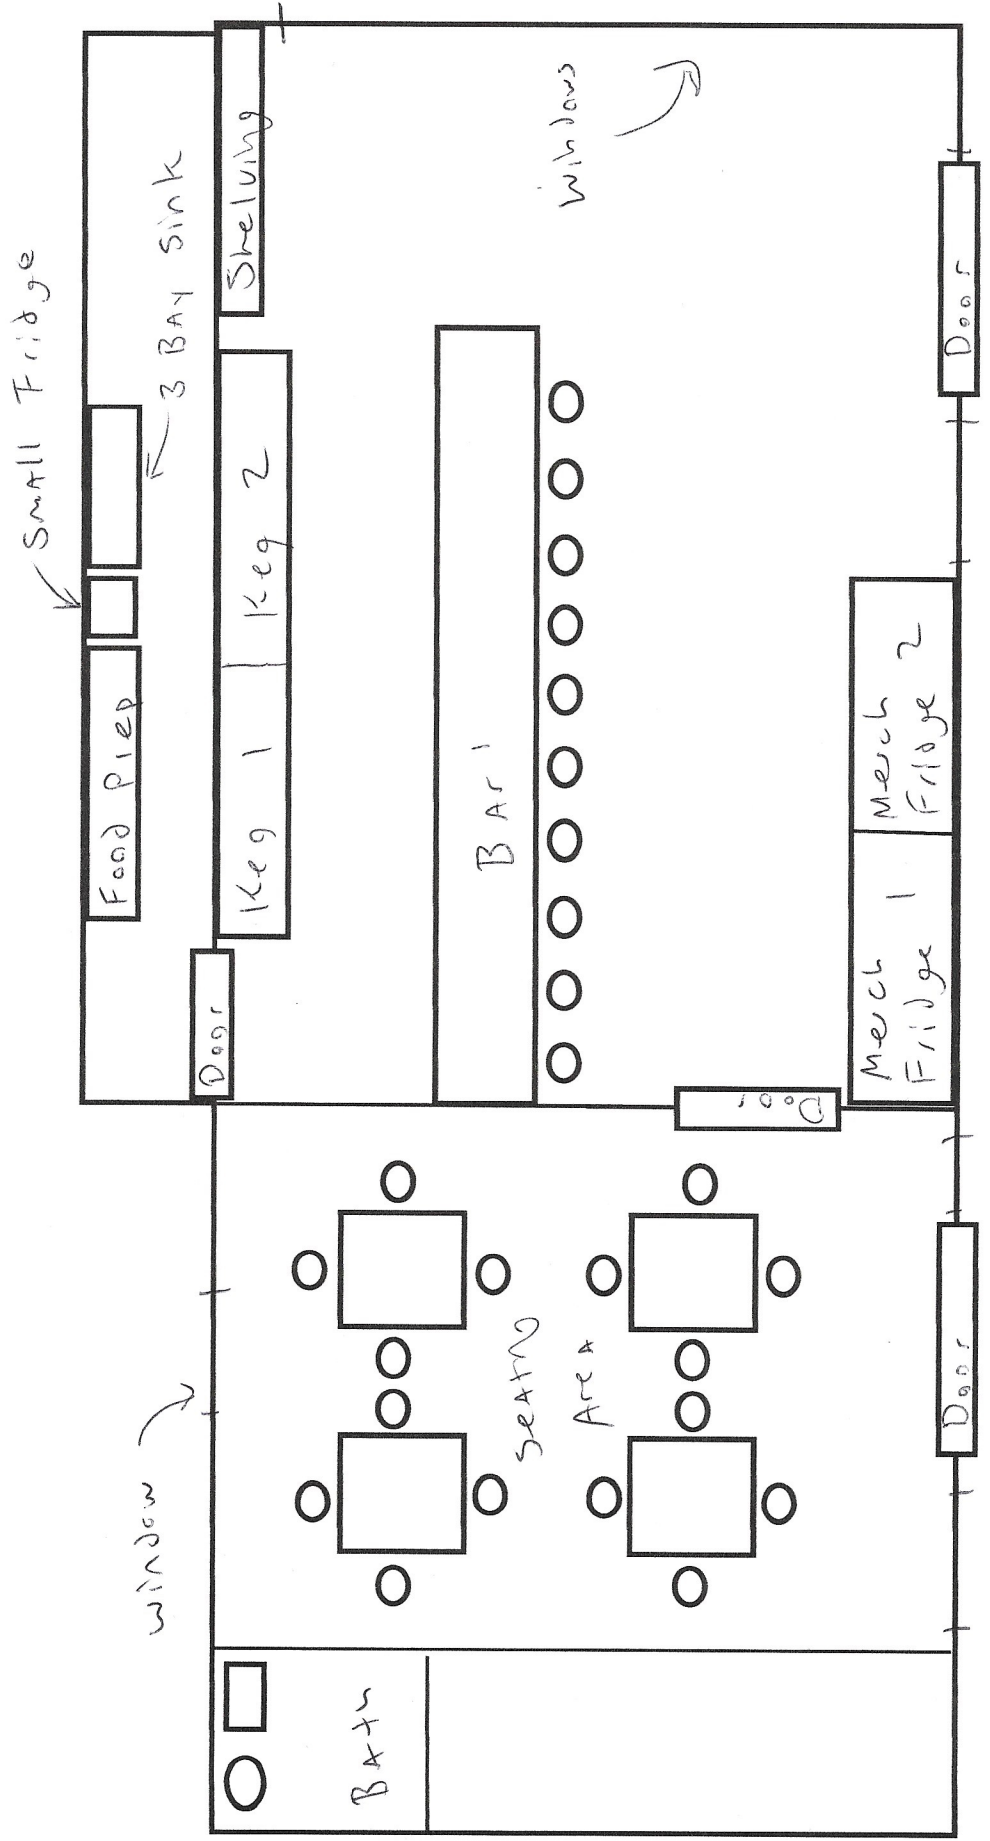 Small Fridge
3 BAY Sink
Food Prep
Shelving
Keg 1
Keg 2
Door
Bar
Windows
Door
Merch
Fridge 1
Merch
Fridge 2
Door
Window
Seating
Area
Door
Bath